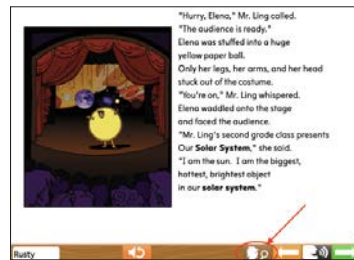 "Hurry, Elena," Mr. Ling called.
"The audience is ready."
Elena was stuffed into a huge
yellow paper ball.
Only her legs, her arms, and her head
stuck out of the costume.
"You're on," Mr. Ling whispered.
Elena waddled onto the stage
and faced the audience.
"Mr. Ling's second grade class presents
Our Solar System," she said.
"I am the sun. I am the biggest,
hottest, brightest object
in our solar system."
Rusty